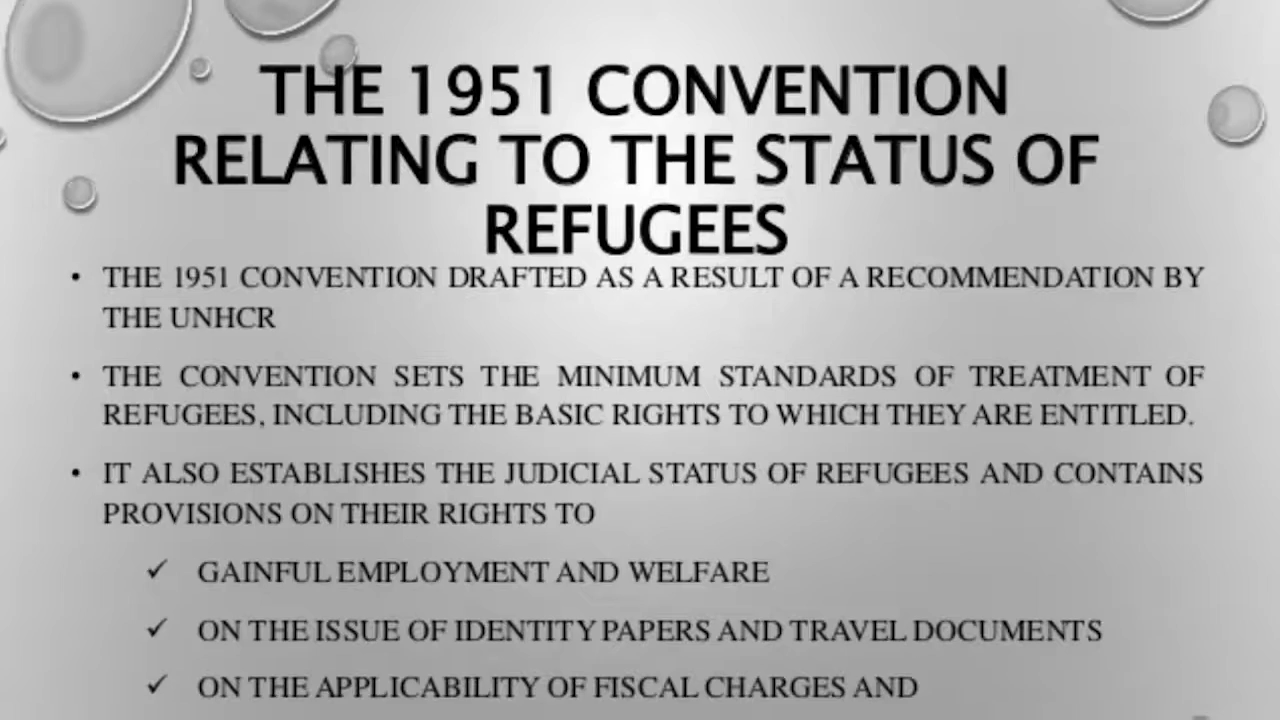 THE 1951 CONVENTION
RELATING TO THE STATUS OF
REFUGEES
• THE 1951 CONVENTION DRAFTED AS A RESULT OF A RECOMMENDATION BY
THE UNHCR
• THE CONVENTION SETS THE MINIMUM STANDARDS OF TREATMENT OF
REFUGEES, INCLUDING THE BASIC RIGHTS TO WHICH THEY ARE ENTITLED.
• IT ALSO ESTABLISHES THE JUDICIAL STATUS OF REFUGEES AND CONTAINS
PROVISIONS ON THEIR RIGHTS TO
✓ GAINFUL EMPLOYMENT AND WELFARE
✓ ON THE ISSUE OF IDENTITY PAPERS AND TRAVEL DOCUMENTS
✓ ON THE APPLICABILITY OF FISCAL CHARGES AND